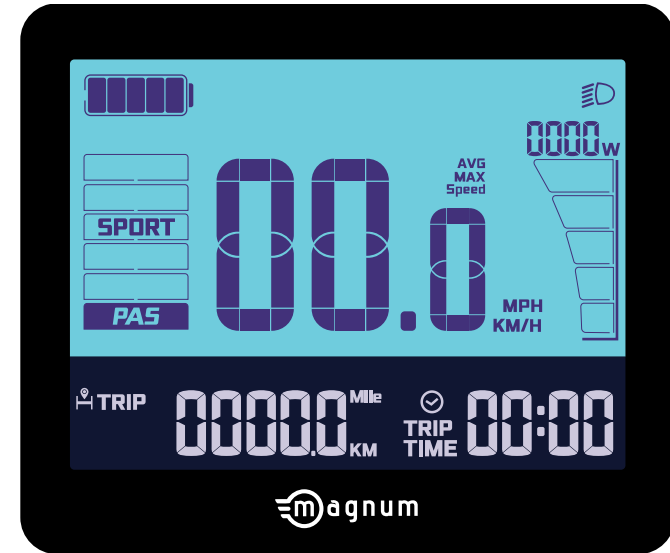 0000W
AVG
MAX
Speed
SPORT
00.0
MPH
KM/H
PAS
TRIP
0000.0
Mile
KM
TRIP
TIME
00:00
magnum